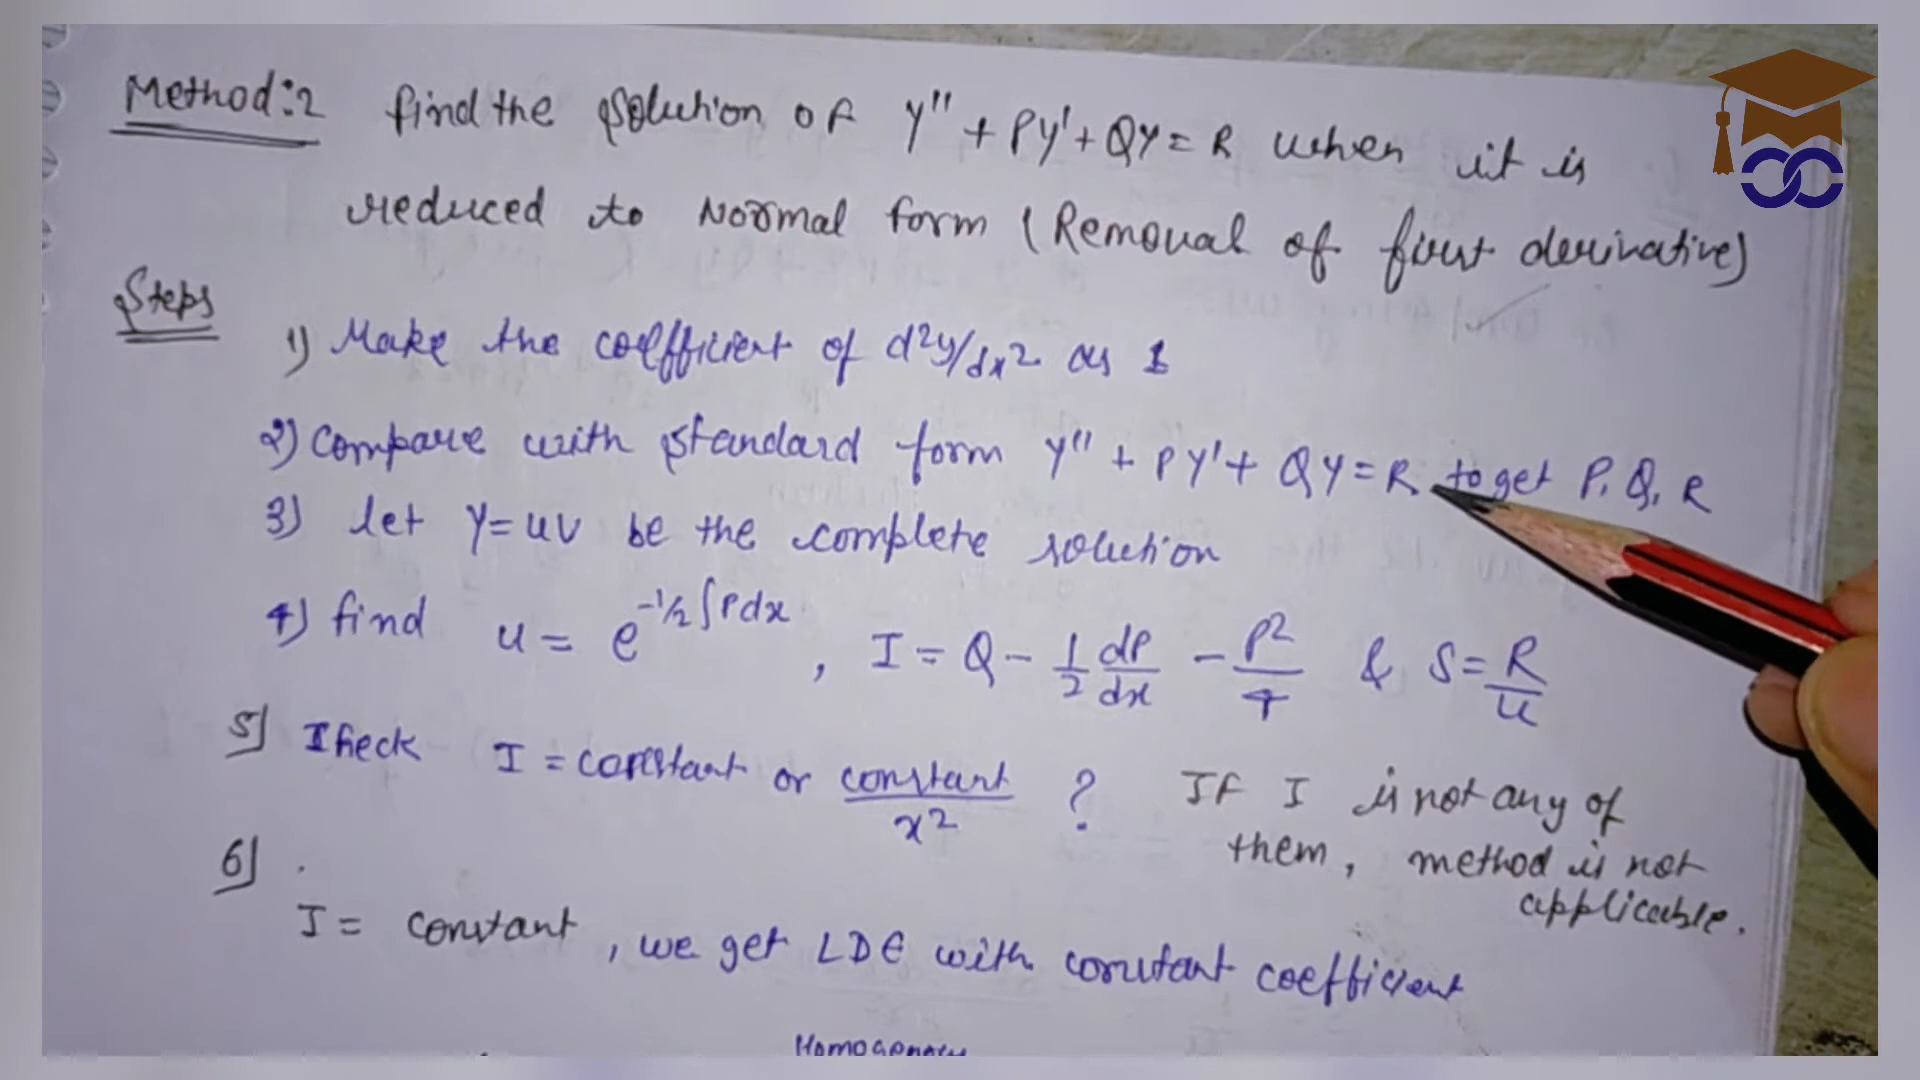 Method:2 find the solution of y'' + Py' + Qy = R when it is
reduced to Normal form (Removal of first derivative)
Steps
1) Make the coefficient of d²y/dx² as 1
2) Compare with standard form y'' + Py' + Qy = R to get P, Q, R
3) let y = uv be the complete solution
4) find u = e^(-1/2 ∫Pdx) , I = Q - 1/2 dP/dx - P²/4 & S = R/u
5) Check I = constant or constant/x² ? If I is not any of
them, method is not
applicable.
6) .
I = constant , we get LDE with constant coefficient